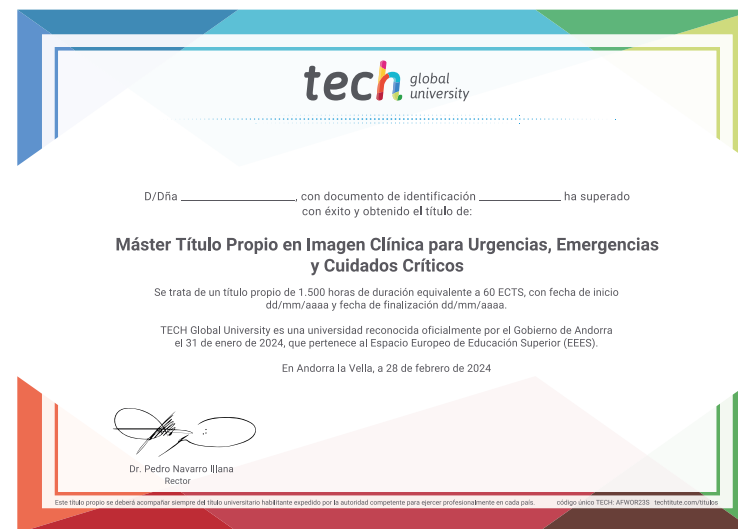 tech global university
D/Dña ____________, con documento de identificación ____________ ha superado
con éxito y obtenido el título de:
Máster Título Propio en Imagen Clínica para Urgencias, Emergencias
y Cuidados Críticos
Se trata de un título propio de 1.500 horas de duración equivalente a 60 ECTS, con fecha de inicio
dd/mm/aaaa y fecha de finalización dd/mm/aaaa.
TECH Global University es una universidad reconocida oficialmente por el Gobierno de Andorra
el 31 de enero de 2024, que pertenece al Espacio Europeo de Educación Superior (EEES).
En Andorra la Vella, a 28 de febrero de 2024
Dr. Pedro Navarro Illana
Rector
Este título propio se deberá acompañar siempre del título universitario habilitante expedido por la autoridad competente para ejercer profesionalmente en cada país. código único TECH: AFWOR23S techtitute.com/titulos